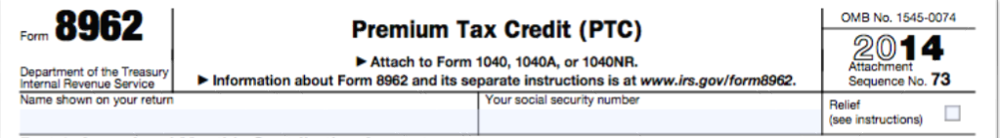 Form 8962
Department of the Treasury
Internal Revenue Service
Premium Tax Credit (PTC)
▶ Attach to Form 1040, 1040A, or 1040NR.
▶ Information about Form 8962 and its separate instructions is at www.irs.gov/form8962.
OMB No. 1545-0074
2014
Attachment
Sequence No. 73
Name shown on your return
Your social security number
Relief
(see instructions)